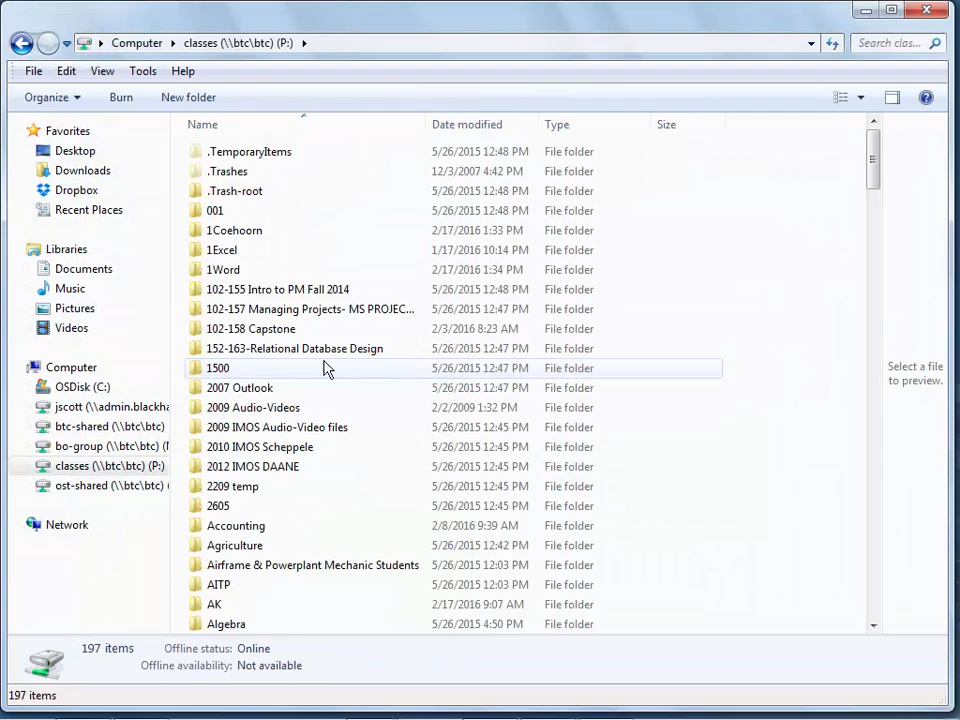 Computer classes (\\btc\btc) (P:) Search clas...
File Edit View Tools Help
Organize Burn New folder
Name Date modified Type Size
Favorites
Desktop
Downloads
Dropbox
Recent Places
Libraries
Documents
Music
Pictures
Videos
Computer
OSDisk (C:)
jscott (\\admin.blackha
btc-shared (\\btc\btc)
bo-group (\\btc\btc) (
classes (\\btc\btc) (P:)
ost-shared (\\btc\btc) (
Network
.TemporaryItems 5/26/2015 12:48 PM File folder
.Trashes 12/3/2007 4:42 PM File folder
.Trash-root 5/26/2015 12:48 PM File folder
001 5/26/2015 12:48 PM File folder
1Coehoorn 2/17/2016 1:33 PM File folder
1Excel 1/17/2016 10:14 PM File folder
1Word 2/17/2016 1:34 PM File folder
102-155 Intro to PM Fall 2014 5/26/2015 12:48 PM File folder
102-157 Managing Projects- MS PROJEC... 5/26/2015 12:47 PM File folder
102-158 Capstone 2/3/2016 8:23 AM File folder
152-163-Relational Database Design 5/26/2015 12:47 PM File folder
1500 5/26/2015 12:47 PM File folder
2007 Outlook 5/26/2015 12:47 PM File folder
2009 Audio-Videos 2/2/2009 1:32 PM File folder
2009 IMOS Audio-Video files 5/26/2015 12:45 PM File folder
2010 IMOS Scheppele 5/26/2015 12:45 PM File folder
2012 IMOS DAANE 5/26/2015 12:45 PM File folder
2209 temp 5/26/2015 12:45 PM File folder
2605 5/26/2015 12:45 PM File folder
Accounting 2/8/2016 9:39 AM File folder
Agriculture 5/26/2015 12:42 PM File folder
Airframe & Powerplant Mechanic Students 5/26/2015 12:03 PM File folder
AITP 5/26/2015 12:03 PM File folder
AK 2/17/2016 9:07 AM File folder
Algebra 5/26/2015 4:50 PM File folder
Select a file
to preview.
197 items Offline status: Online
Offline availability: Not available
197 items